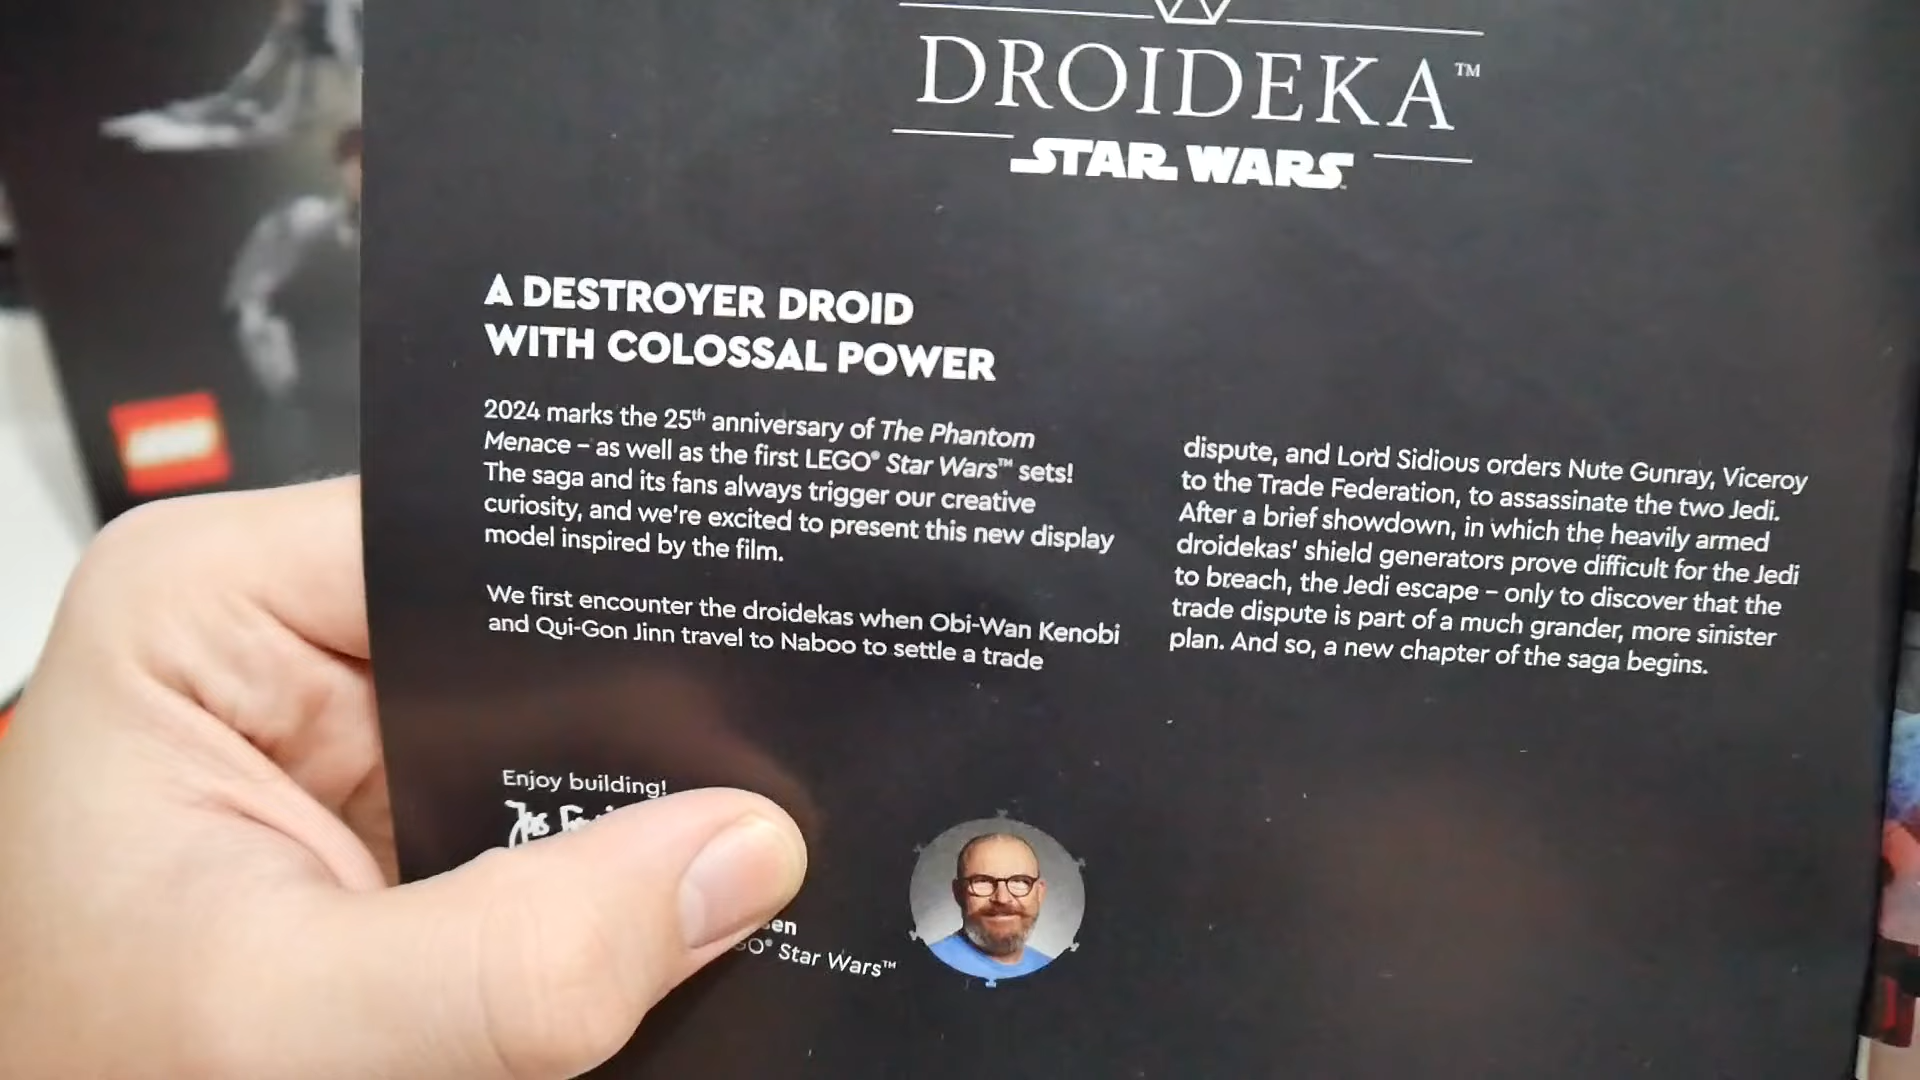 DROIDEKA™
STAR WARS
A DESTROYER DROID
WITH COLOSSAL POWER
2024 marks the 25th anniversary of The Phantom
Menace – as well as the first LEGO® Star Wars™ sets!
The saga and its fans always trigger our creative
curiosity, and we're excited to present this new display
model inspired by the film.
We first encounter the droidekas when Obi-Wan Kenobi
and Qui-Gon Jinn travel to Naboo to settle a trade
dispute, and Lord Sidious orders Nute Gunray, Viceroy
to the Trade Federation, to assassinate the two Jedi.
After a brief showdown, in which the heavily armed
droidekas' shield generators prove difficult for the Jedi
to breach, the Jedi escape – only to discover that the
trade dispute is part of a much grander, more sinister
plan. And so, a new chapter of the saga begins.
Enjoy building!
Star Wars™